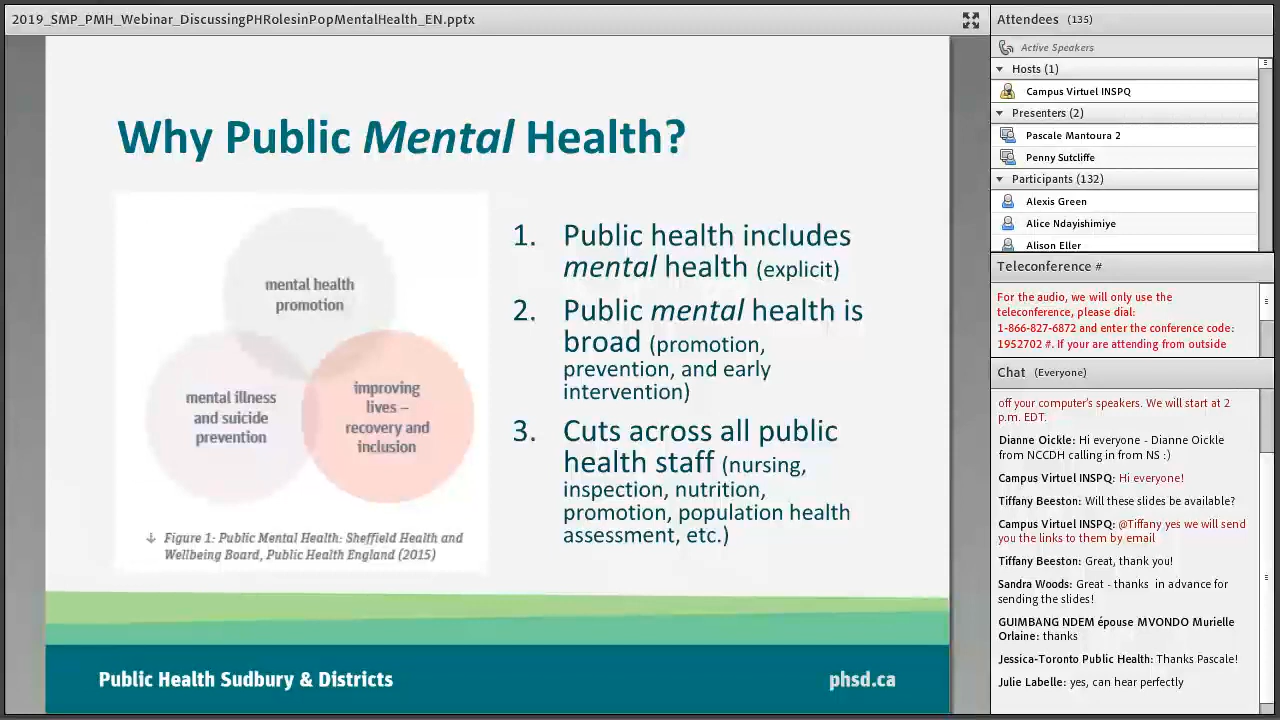 2019_SMP_PMH_Webinar_DiscussingPHRolesinPopMentalHealth_EN.pptx
Why Public Mental Health?
mental health
promotion
mental illness
and suicide
prevention
improving
lives –
recovery and
inclusion
↓ Figure 1: Public Mental Health: Sheffield Health and
Wellbeing Board, Public Health England (2015)
1. Public health includes
mental health (explicit)
2. Public mental health is
broad (promotion,
prevention, and early
intervention)
3. Cuts across all public
health staff (nursing,
inspection, nutrition,
promotion, population health
assessment, etc.)
Public Health Sudbury & Districts
phsd.ca
Attendees (135)
Active Speakers
Hosts (1)
Campus Virtuel INSPQ
Presenters (2)
Pascale Mantoura 2
Penny Sutcliffe
Participants (132)
Alexis Green
Alice Ndayishimiye
Alison Eller
Teleconference #
For the audio, we will only use the
teleconference, please dial:
1-866-827-6872 and enter the conference code:
1952702 #. If your are attending from outside
Chat (Everyone)
off your computer's speakers. We will start at 2
p.m. EDT.
Dianne Oickle: Hi everyone - Dianne Oickle
from NCCDH calling in from NS :)
Campus Virtuel INSPQ: Hi everyone!
Tiffany Beeston: Will these slides be available?
Campus Virtuel INSPQ: @Tiffany yes we will send
you the links to them by email
Tiffany Beeston: Great, thank you!
Sandra Woods: Great - thanks in advance for
sending the slides!
GUIMBANG NDEM épouse MVONDO Murielle
Orlaine: thanks
Jessica-Toronto Public Health: Thanks Pascale!
Julie Labelle: yes, can hear perfectly